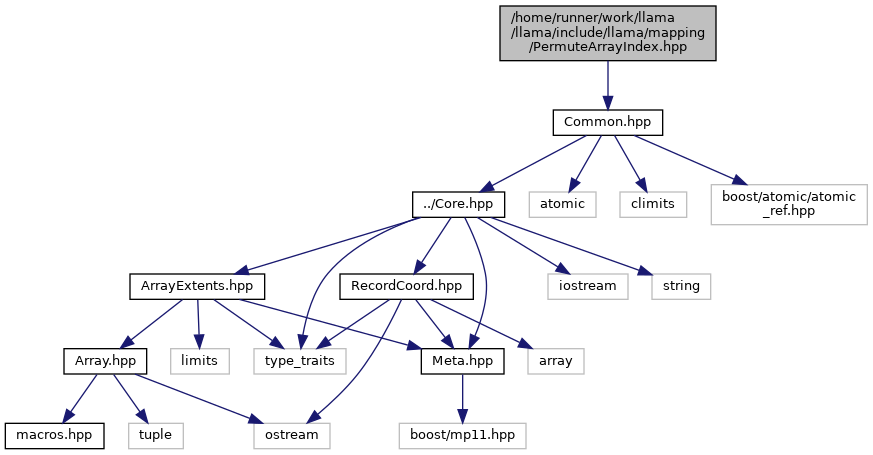 /home/runner/work/llama
/llama/include/llama/mapping
/PermuteArrayIndex.hpp
Common.hpp
../Core.hpp
atomic
climits
boost/atomic/atomic
_ref.hpp
ArrayExtents.hpp
RecordCoord.hpp
iostream
string
Array.hpp
limits
type_traits
Meta.hpp
array
macros.hpp
tuple
ostream
boost/mp11.hpp